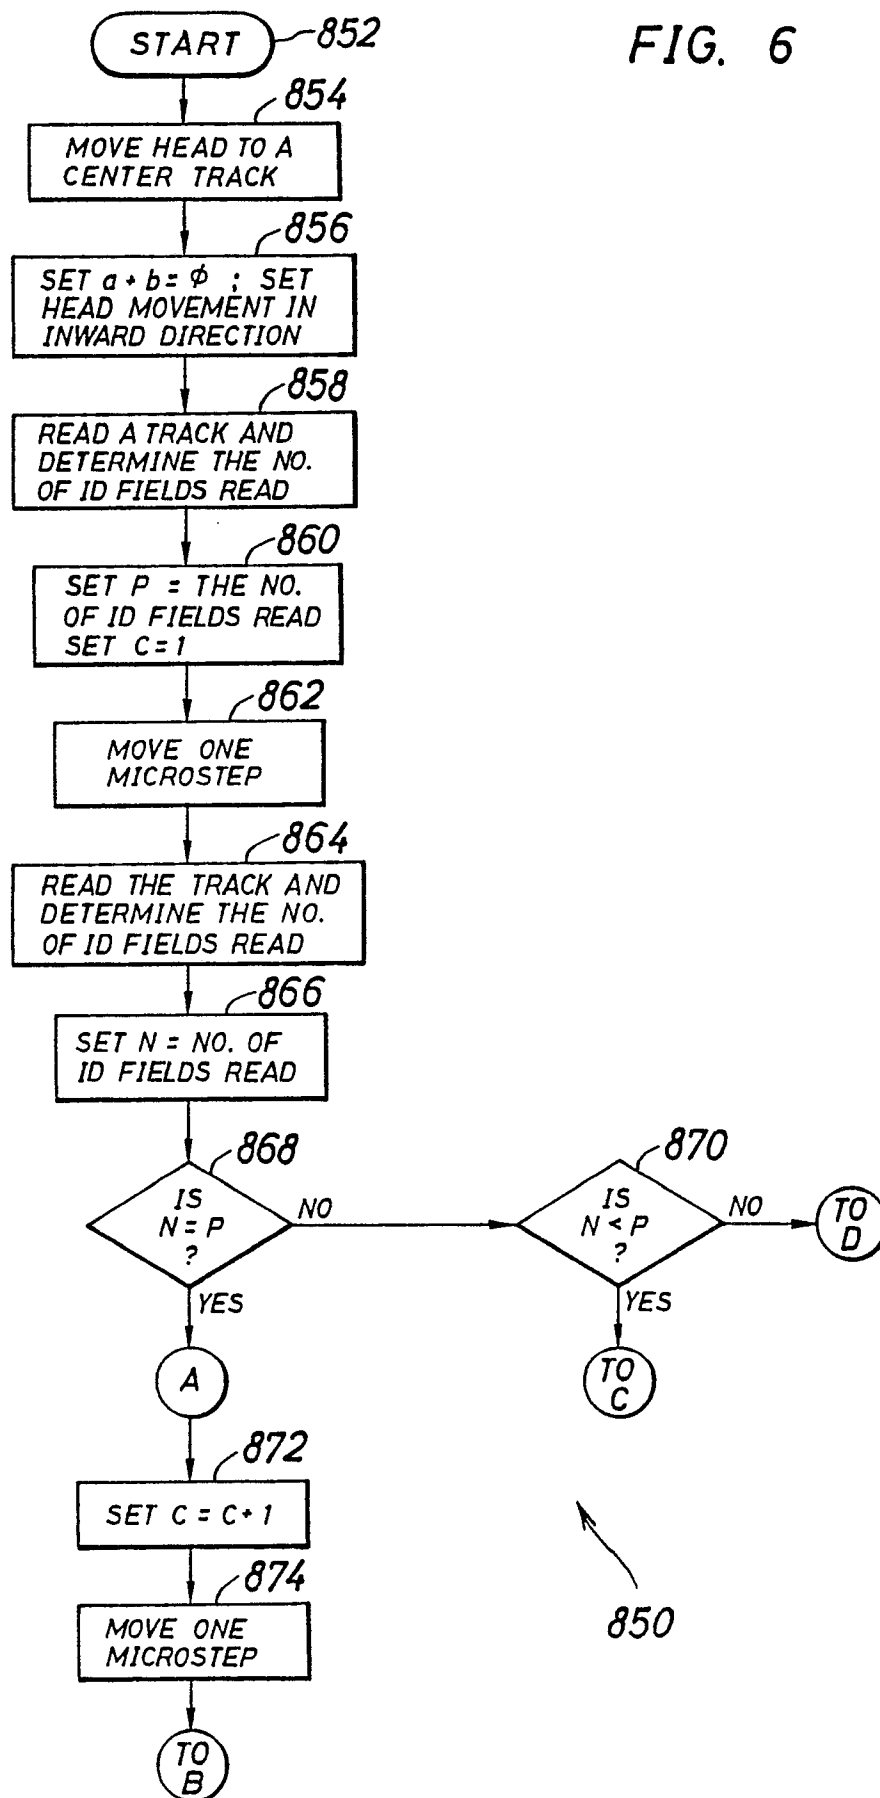 FIG. 6
START
852
854
MOVE HEAD TO A
CENTER TRACK
856
SET a + b = ϕ ; SET
HEAD MOVEMENT IN
INWARD DIRECTION
858
READ A TRACK AND
DETERMINE THE NO.
OF ID FIELDS READ
860
SET P = THE NO.
OF ID FIELDS READ
SET C = 1
862
MOVE ONE
MICROSTEP
864
READ THE TRACK AND
DETERMINE THE NO.
OF ID FIELDS READ
866
SET N = NO. OF
ID FIELDS READ
868
IS
N = P
?
NO
YES
870
IS
N < P
?
NO
TO
D
YES
TO
C
A
872
SET C = C + 1
874
MOVE ONE
MICROSTEP
TO
B
850